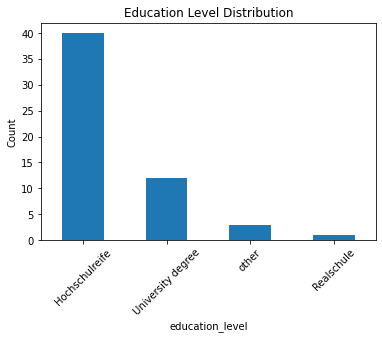 Education Level Distribution
Count
40
35
30
25
20
15
10
5
0
Hochschulreife
University degree
other
Realschule
education_level